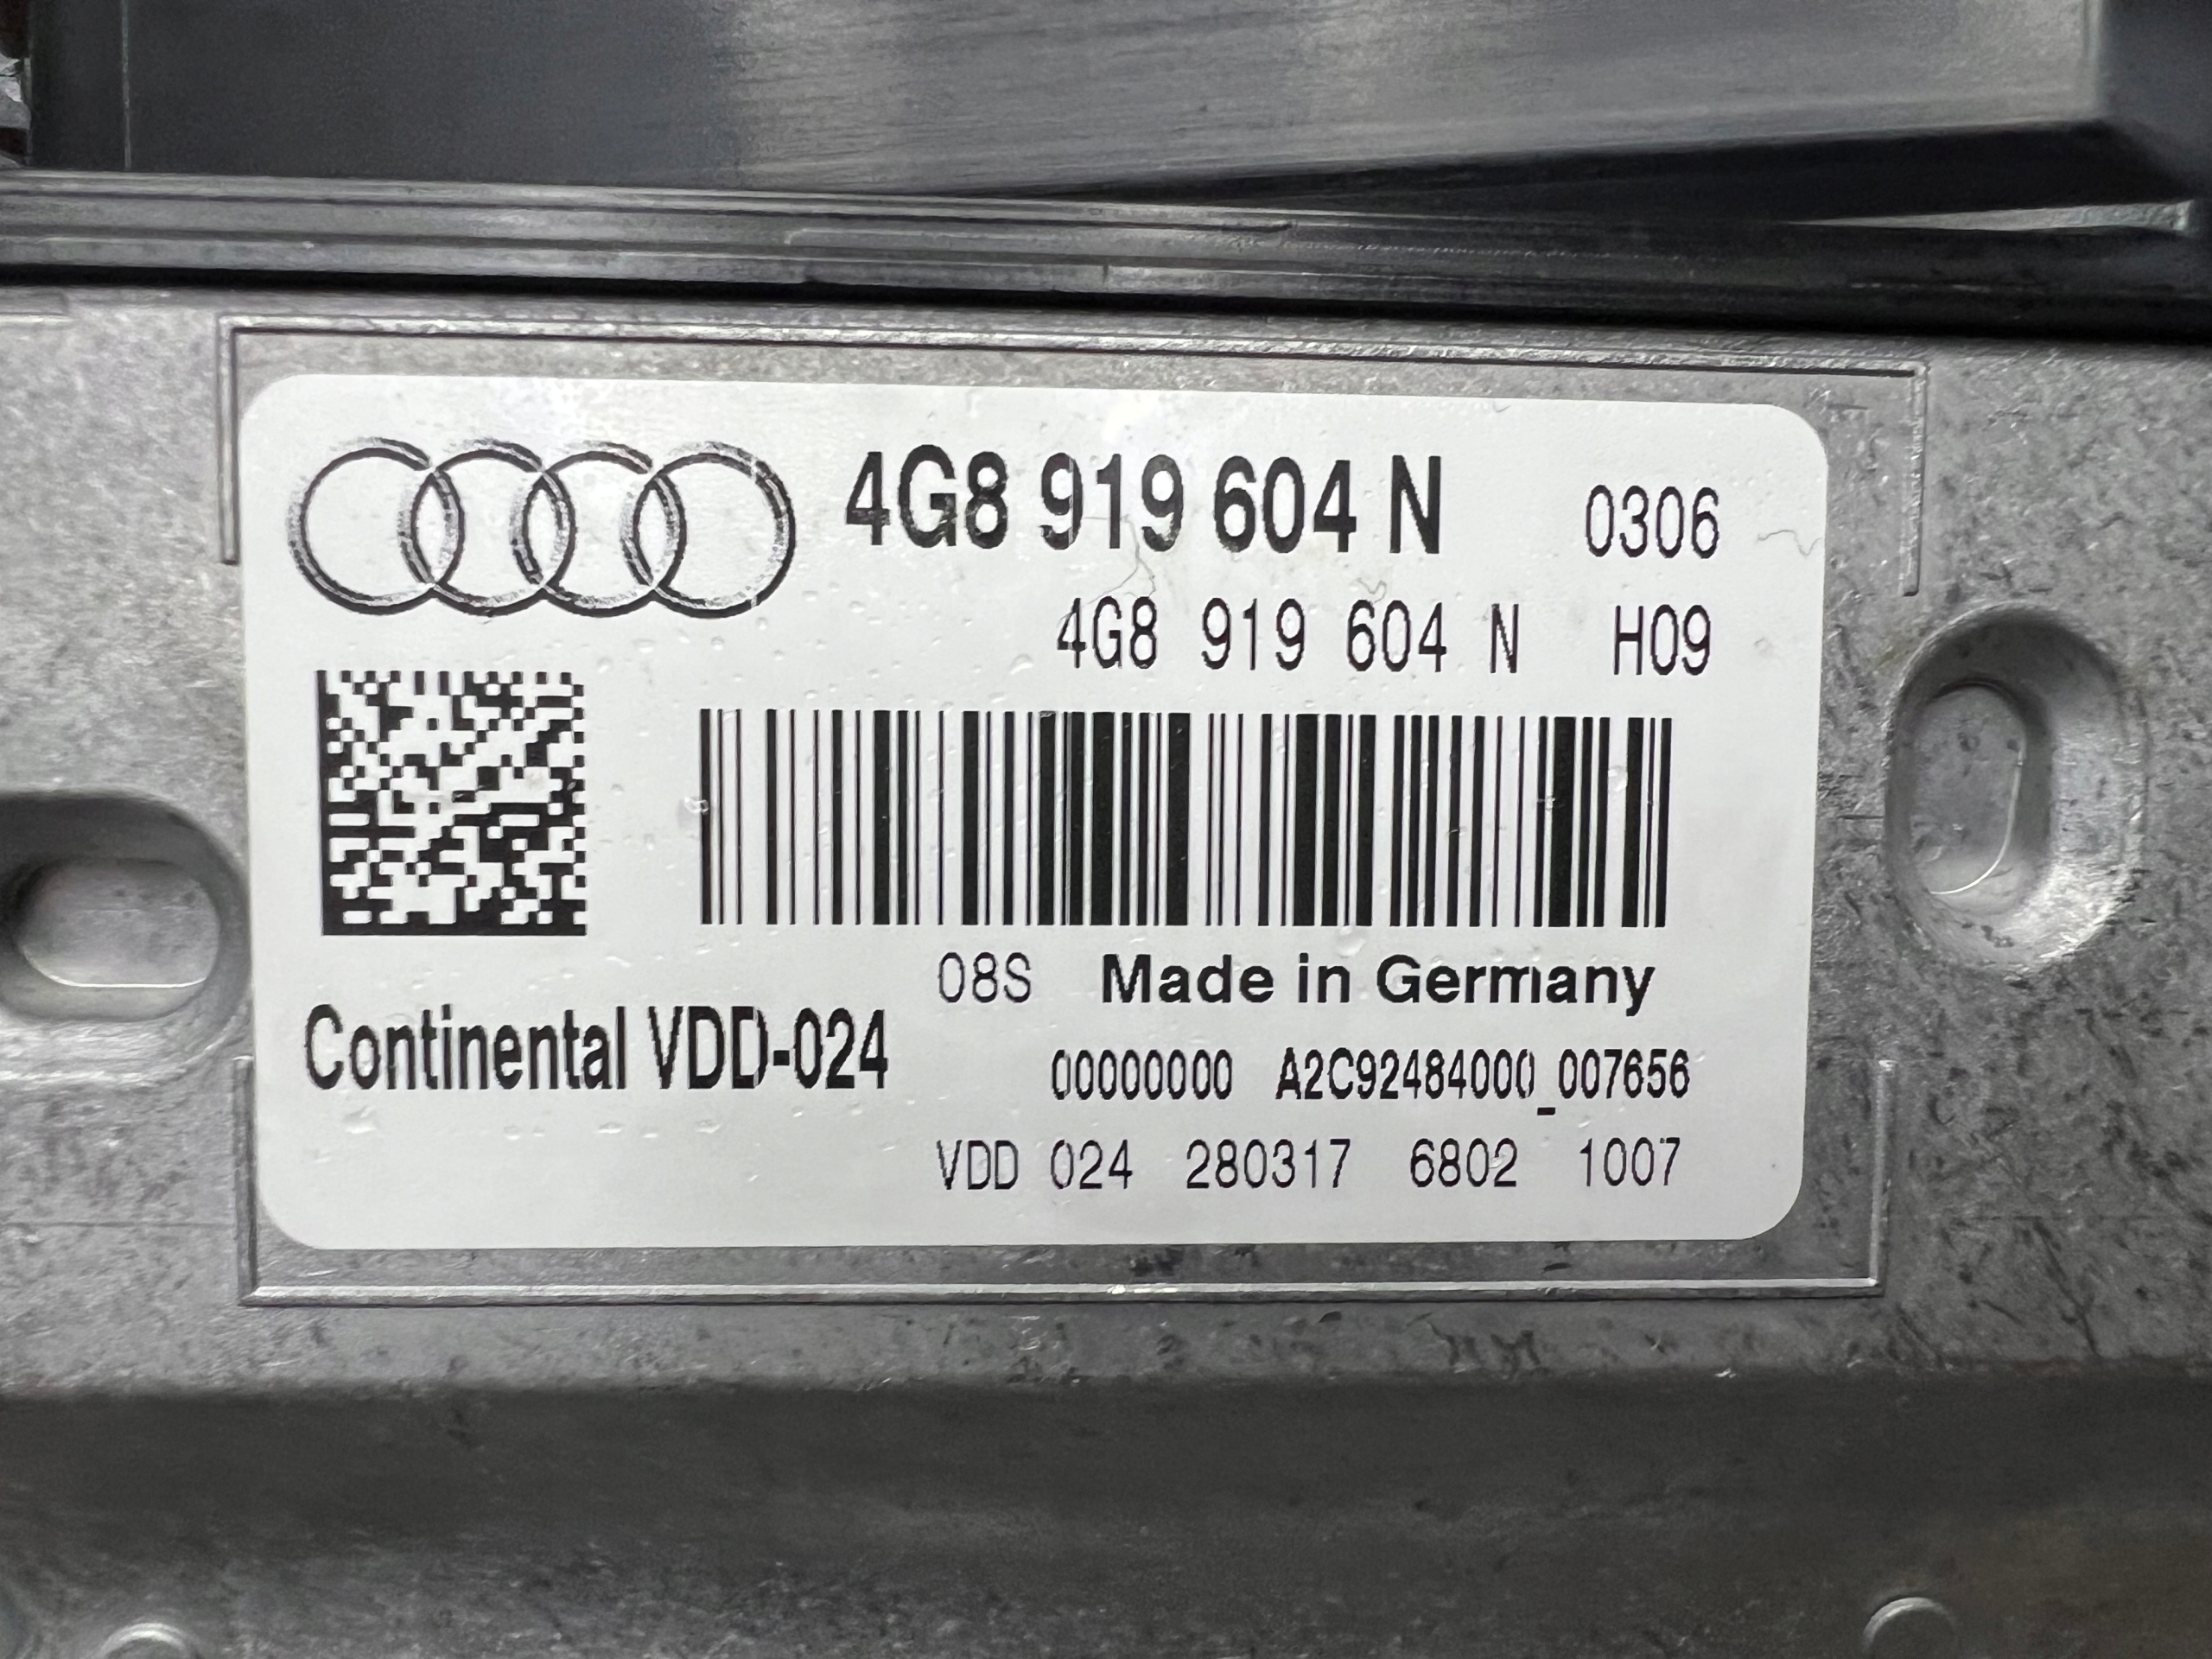 4G8 919 604 N 0306
4G8 919 604 N H09
08S Made in Germany
Continental VDD-024
00000000 A2C92484000_007656
VDD 024 280317 6802 1007